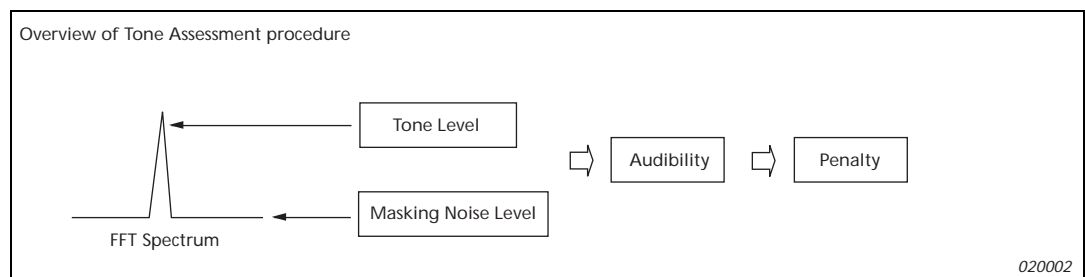 Overview of Tone Assessment procedure
Tone Level
Audibility
Penalty
Masking Noise Level
FFT Spectrum
020002